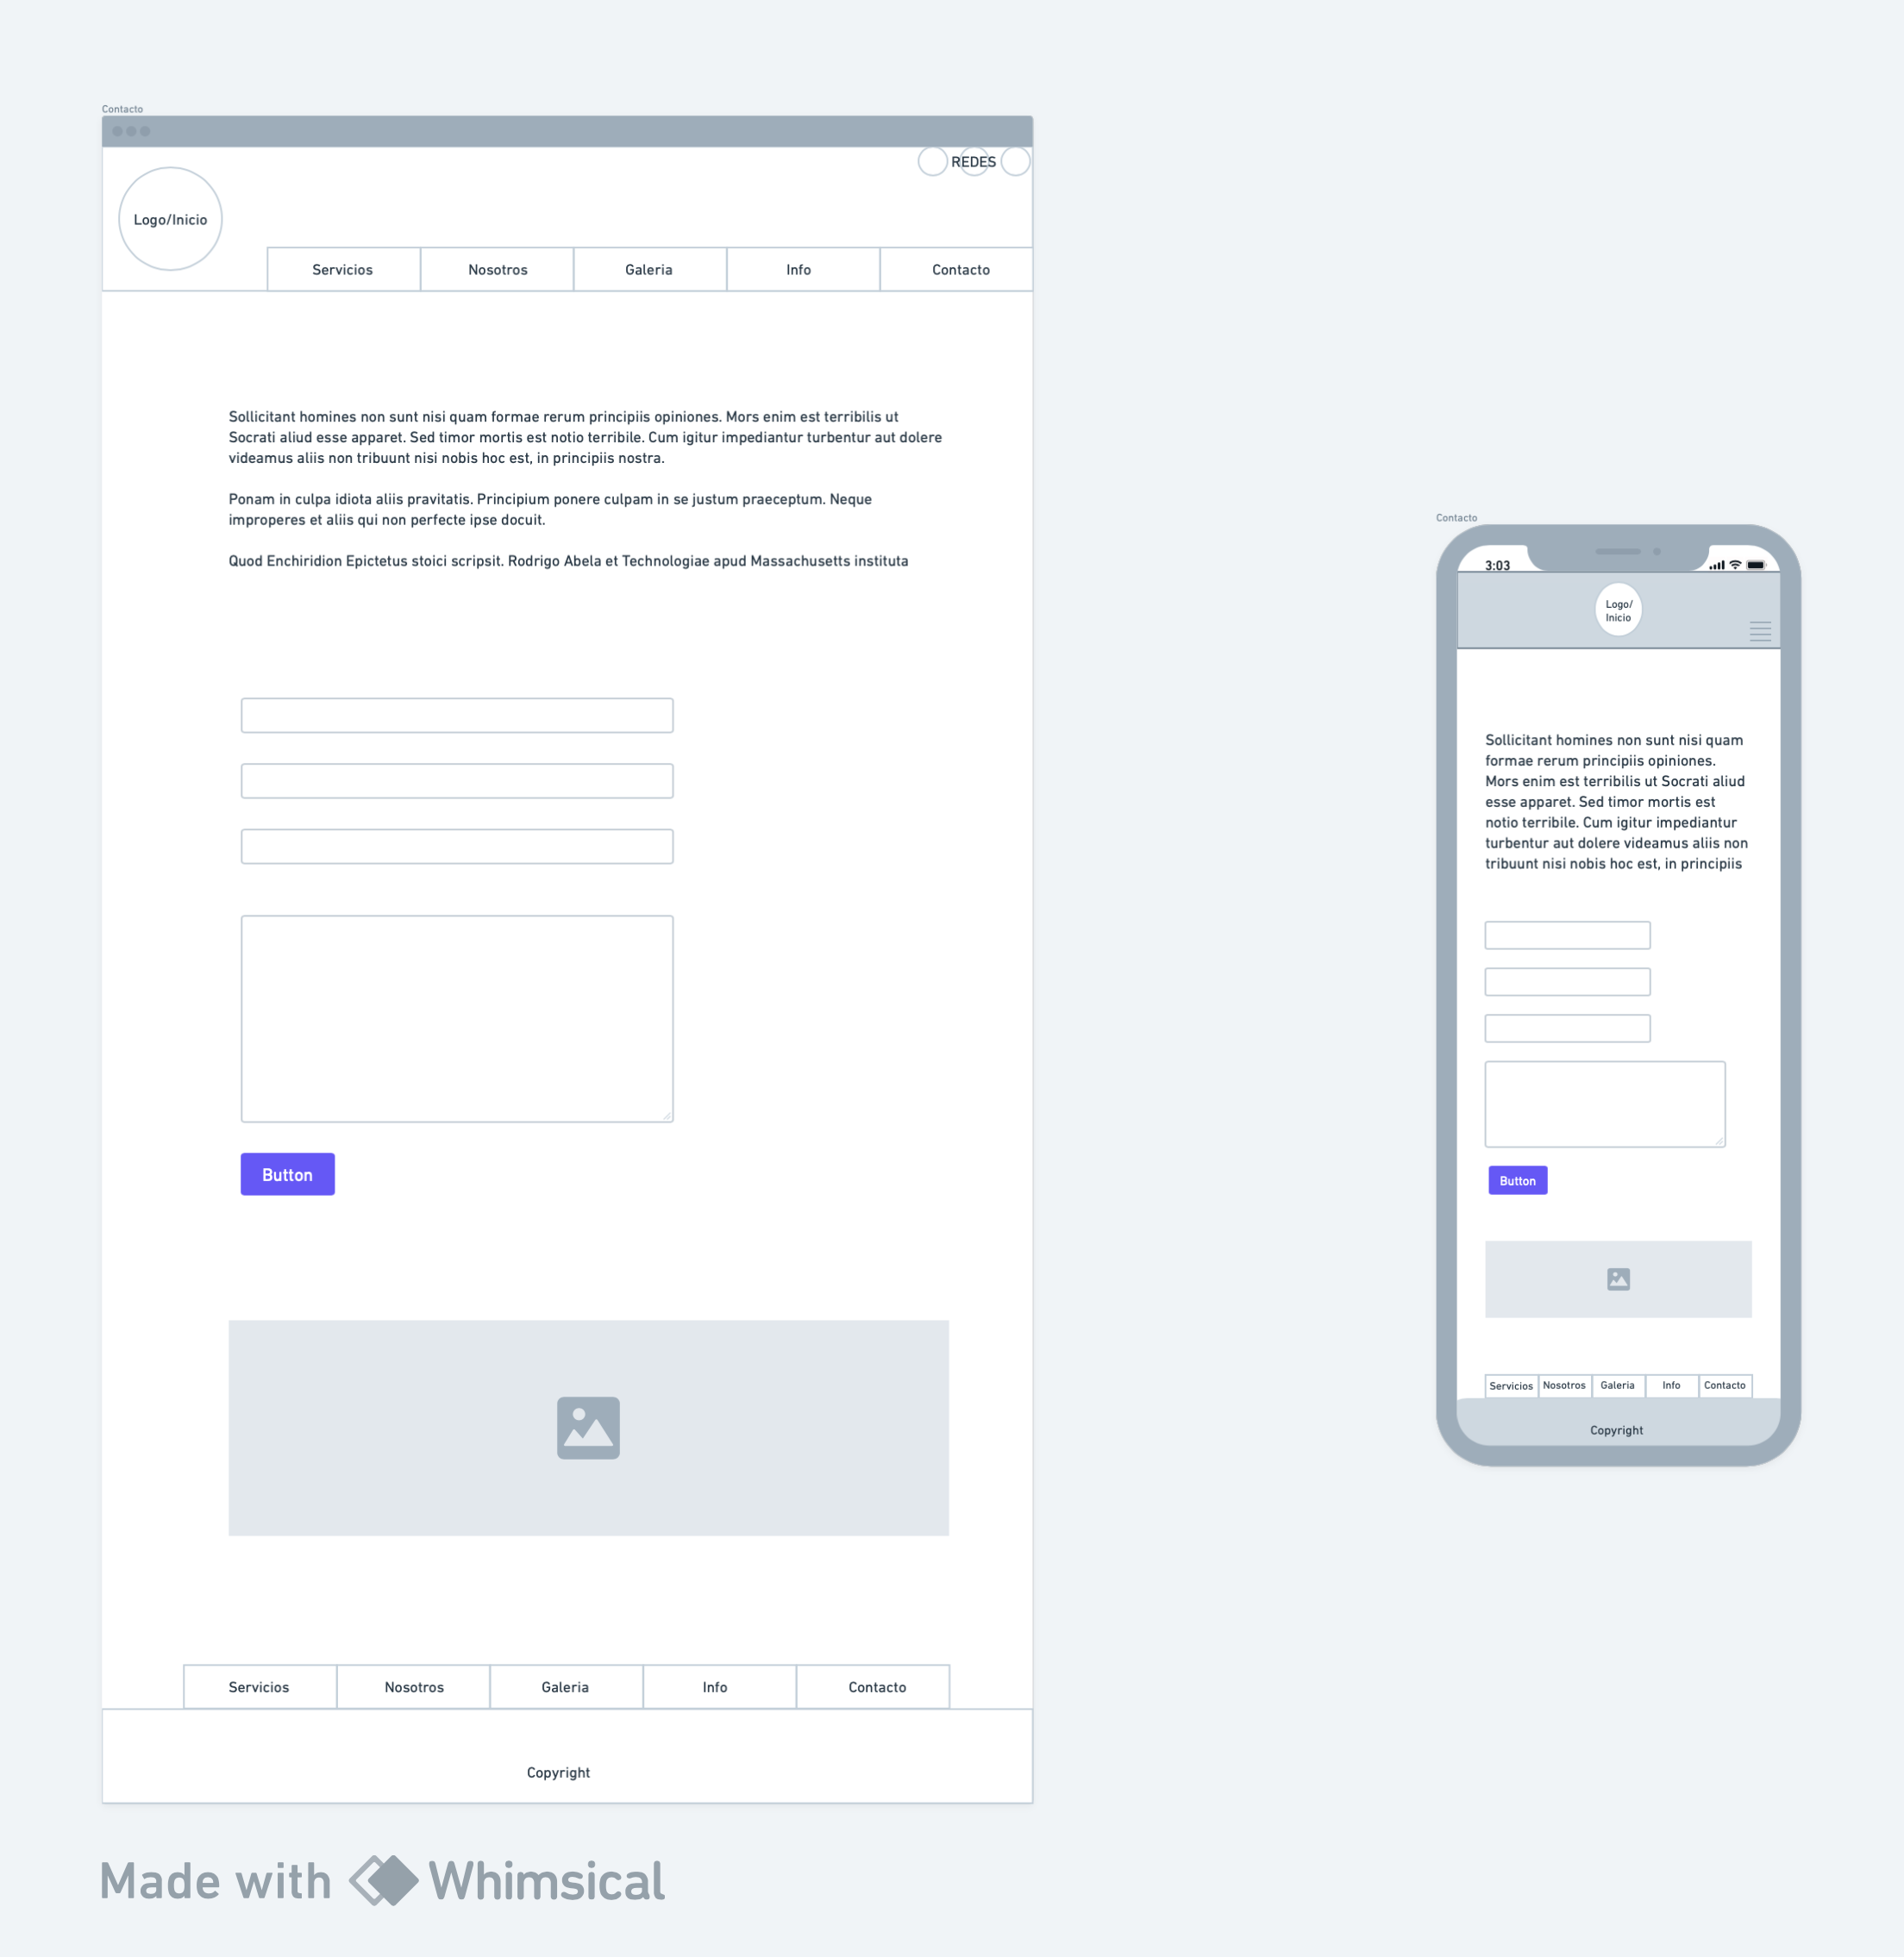 Contacto
REDES
Logo/Inicio
Servicios Nosotros Galeria Info Contacto
Sollicitant homines non sunt nisi quam formae rerum principiis opiniones. Mors enim est terribilis ut
Socrati aliud esse apparet. Sed timor mortis est notio terribile. Cum igitur impediantur turbentur aut dolere
videamus aliis non tribuunt nisi nobis hoc est, in principiis nostra.
Ponam in culpa idiota aliis pravitatis. Principium ponere culpam in se justum praeceptum. Neque
improperes et aliis qui non perfecte ipse docuit.
Quod Enchiridion Epictetus stoici scripsit. Rodrigo Abela et Technologiae apud Massachusetts instituta
Button
Servicios Nosotros Galeria Info Contacto
Copyright
Contacto
3:03
Logo/
Inicio
Sollicitant homines non sunt nisi quam
formae rerum principiis opiniones.
Mors enim est terribilis ut Socrati aliud
esse apparet. Sed timor mortis est
notio terribile. Cum igitur impediantur
turbentur aut dolere videamus aliis non
tribuunt nisi nobis hoc est, in principiis
Button
Servicios Nosotros Galeria Info Contacto
Copyright
Made with Whimsical